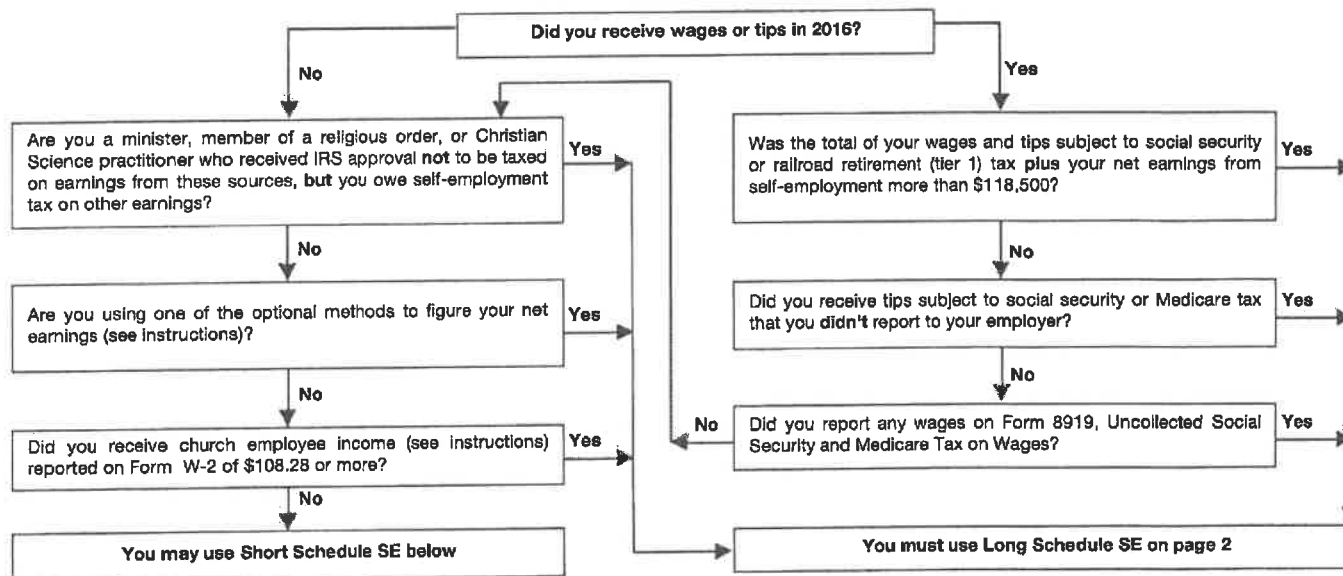 Did you receive wages or tips in 2016?
No
Yes
Are you a minister, member of a religious order, or Christian
Science practitioner who received IRS approval not to be taxed
on earnings from these sources, but you owe self-employment
tax on other earnings?
Yes
Was the total of your wages and tips subject to social security
or railroad retirement (tier 1) tax plus your net earnings from
self-employment more than $118,500?
Yes
No
No
Are you using one of the optional methods to figure your net
earnings (see instructions)?
Yes
Did you receive tips subject to social security or Medicare tax
that you didn't report to your employer?
Yes
No
No
Did you receive church employee income (see instructions)
reported on Form W-2 of $108.28 or more?
Yes
No
Did you report any wages on Form 8919, Uncollected Social
Security and Medicare Tax on Wages?
Yes
No
You may use Short Schedule SE below
You must use Long Schedule SE on page 2